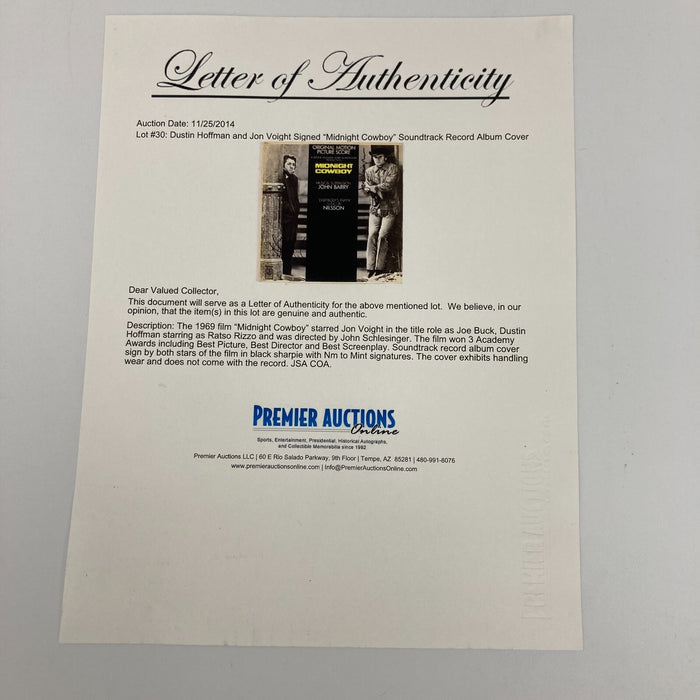 Letter of Authenticity
Auction Date: 11/25/2014
Lot #30: Dustin Hoffman and Jon Voight Signed “Midnight Cowboy” Soundtrack Record Album Cover
ORIGINAL MOTION
PICTURE SCORE
MIDNIGHT
COWBOY
JOHN BARRY
NILSSON
Dear Valued Collector,
This document will serve as a Letter of Authenticity for the above mentioned lot. We believe, in our
opinion, that the item(s) in this lot are genuine and authentic.
Description: The 1969 film “Midnight Cowboy” starred Jon Voight in the title role as Joe Buck, Dustin
Hoffman starring as Ratso Rizzo and was directed by John Schlesinger. The film won 3 Academy
Awards including Best Picture, Best Director and Best Screenplay. Soundtrack record album cover
sign by both stars of the film in black sharpie with Nm to Mint signatures. The cover exhibits handling
wear and does not come with the record. JSA COA.
PREMIER AUCTIONS
Online
Sports, Entertainment, Presidential, Historical Autographs,
and Collectible Memorabilia since 1992
Premier Auctions LLC | 60 E Rio Salado Parkway, 9th Floor | Tempe, AZ 85281 | 480-991-8076
www.premierauctionsonline.com | Info@PremierAuctionsOnline.com
PREMIER AUCTIONS